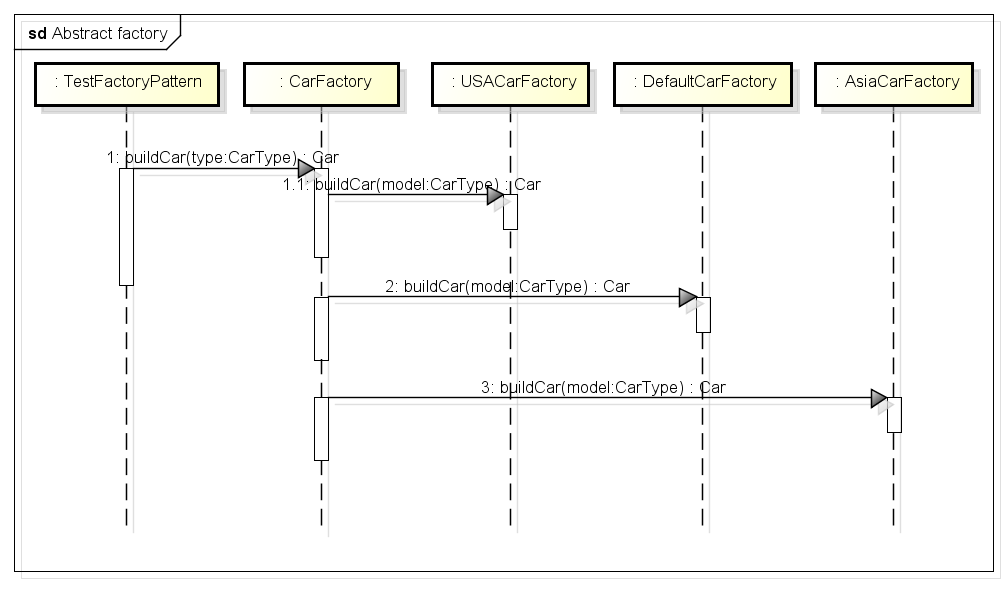 sd Abstract factory
: TestFactoryPattern
: CarFactory
: USACarFactory
: DefaultCarFactory
: AsiaCarFactory
1: buildCar(type:CarType) : Car
1.1: buildCar(model:CarType) : Car
2: buildCar(model:CarType) : Car
3: buildCar(model:CarType) : Car